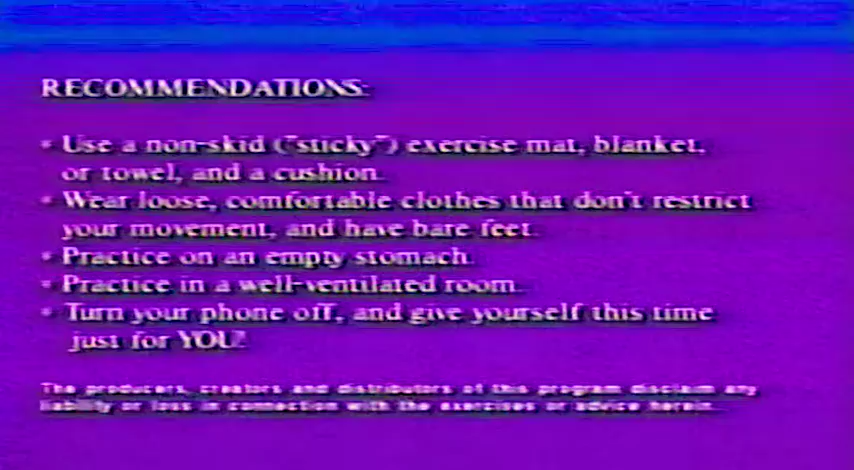 RECOMMENDATIONS:
* Use a non-skid ("sticky") exercise mat, blanket,
or towel, and a cushion.
* Wear loose, comfortable clothes that don't restrict
your movement, and have bare feet.
* Practice on an empty stomach.
* Practice in a well-ventilated room.
* Turn your phone off, and give yourself this time
just for YOU!
The producers, creators and distributors of this program disclaim any
liability or loss in connection with the exercises or advice herein.